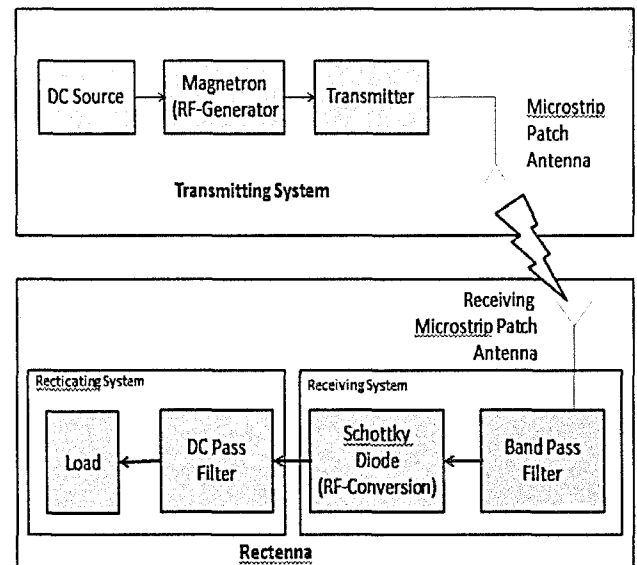 DC Source
Magnetron
(RF-Generator
Transmitter
Microstrip
Patch
Antenna
Transmitting System
Receiving
Microstrip Patch
Antenna
Recticating System
Receiving System
Load
DC Pass
Filter
Schottky
Diode
(RF-Conversion)
Band Pass
Filter
Rectenna